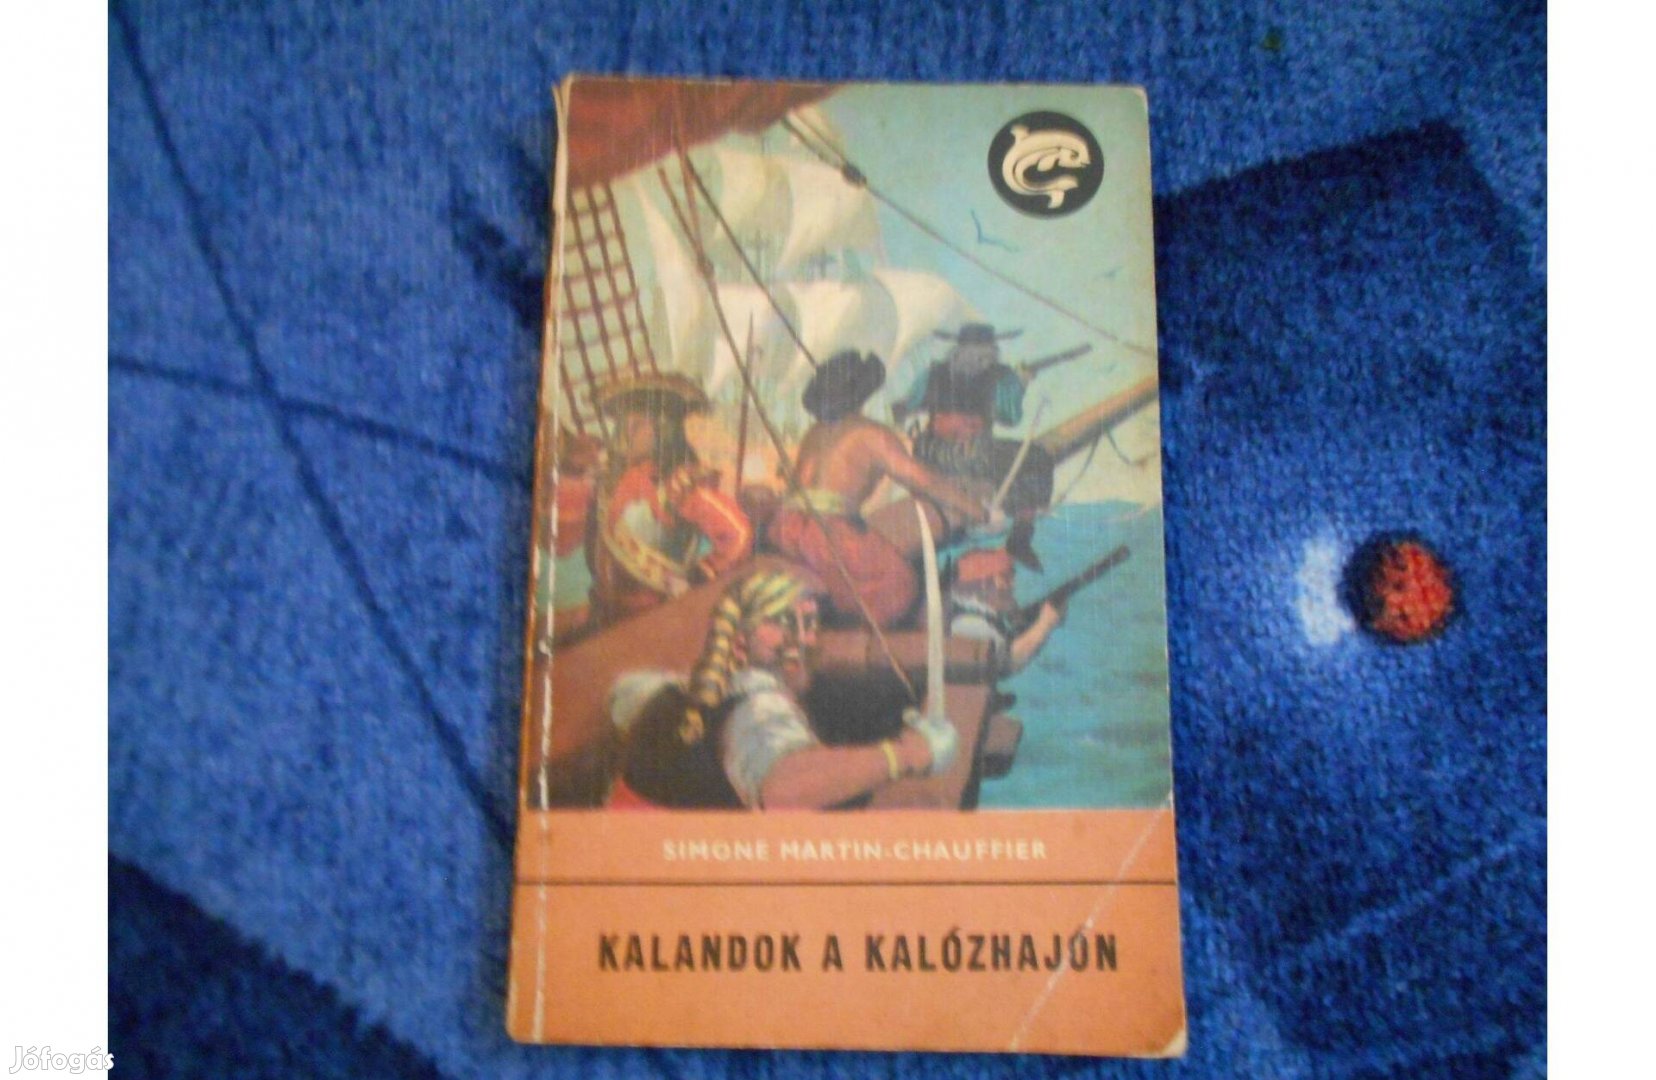 SIMONE MARTIN-CHAUFFIER
KALANDOK A KALÓZHAJÓN
Jófogás